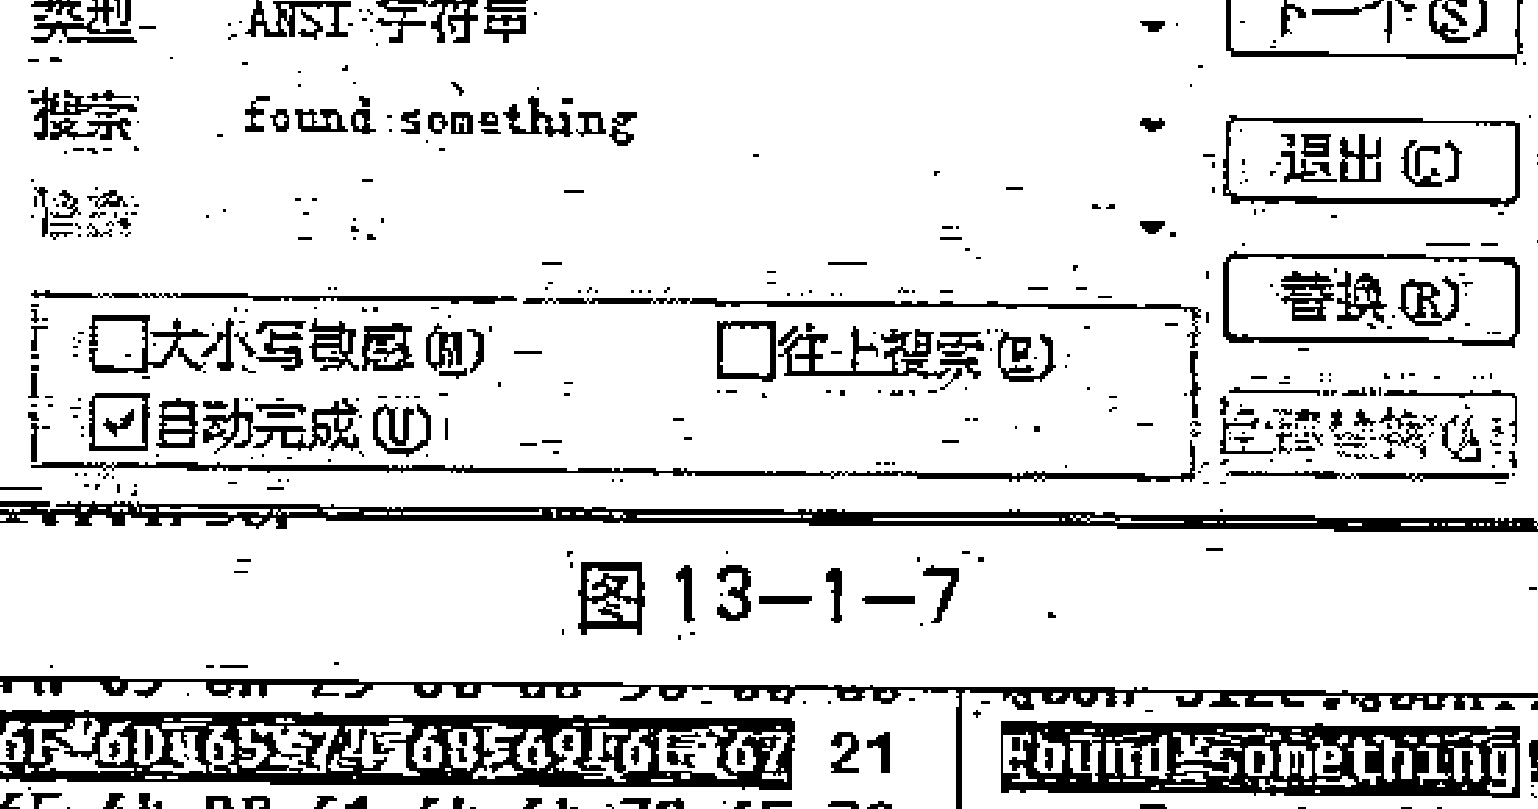 类型 ANSI 字符串 下一个(S)
搜索 found something
退出(C)
替换(R)
大小写敏感(M) 往上搜索(E)
自动完成(U)
图 13-1-7
6F 6D 65 74 68 69 6E 67 21 Found something!